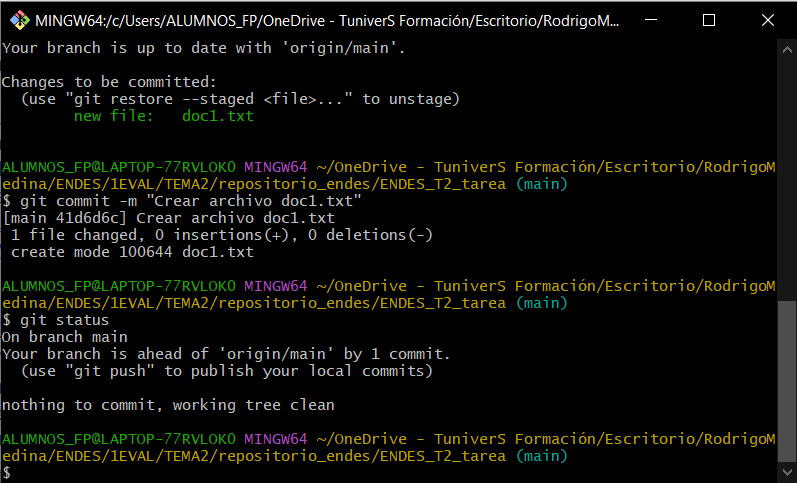 MINGW64:/c/Users/ALUMNOS_FP/OneDrive - TuniverS Formación/Escritorio/RodrigoM...
Your branch is up to date with 'origin/main'.
Changes to be committed:
  (use "git restore --staged <file>..." to unstage)
        new file:   doc1.txt
ALUMNOS_FP@LAPTOP-77RVLOKO MINGW64 ~/OneDrive - TuniverS Formación/Escritorio/RodrigoM
edina/ENDES/1EVAL/TEMA2/repositorio_endes/ENDES_T2_tarea (main)
$ git commit -m "Crear archivo doc1.txt"
[main 41d6d6c] Crear archivo doc1.txt
 1 file changed, 0 insertions(+), 0 deletions(-)
 create mode 100644 doc1.txt
ALUMNOS_FP@LAPTOP-77RVLOKO MINGW64 ~/OneDrive - TuniverS Formación/Escritorio/RodrigoM
edina/ENDES/1EVAL/TEMA2/repositorio_endes/ENDES_T2_tarea (main)
$ git status
On branch main
Your branch is ahead of 'origin/main' by 1 commit.
  (use "git push" to publish your local commits)
nothing to commit, working tree clean
ALUMNOS_FP@LAPTOP-77RVLOKO MINGW64 ~/OneDrive - TuniverS Formación/Escritorio/RodrigoM
edina/ENDES/1EVAL/TEMA2/repositorio_endes/ENDES_T2_tarea (main)
$